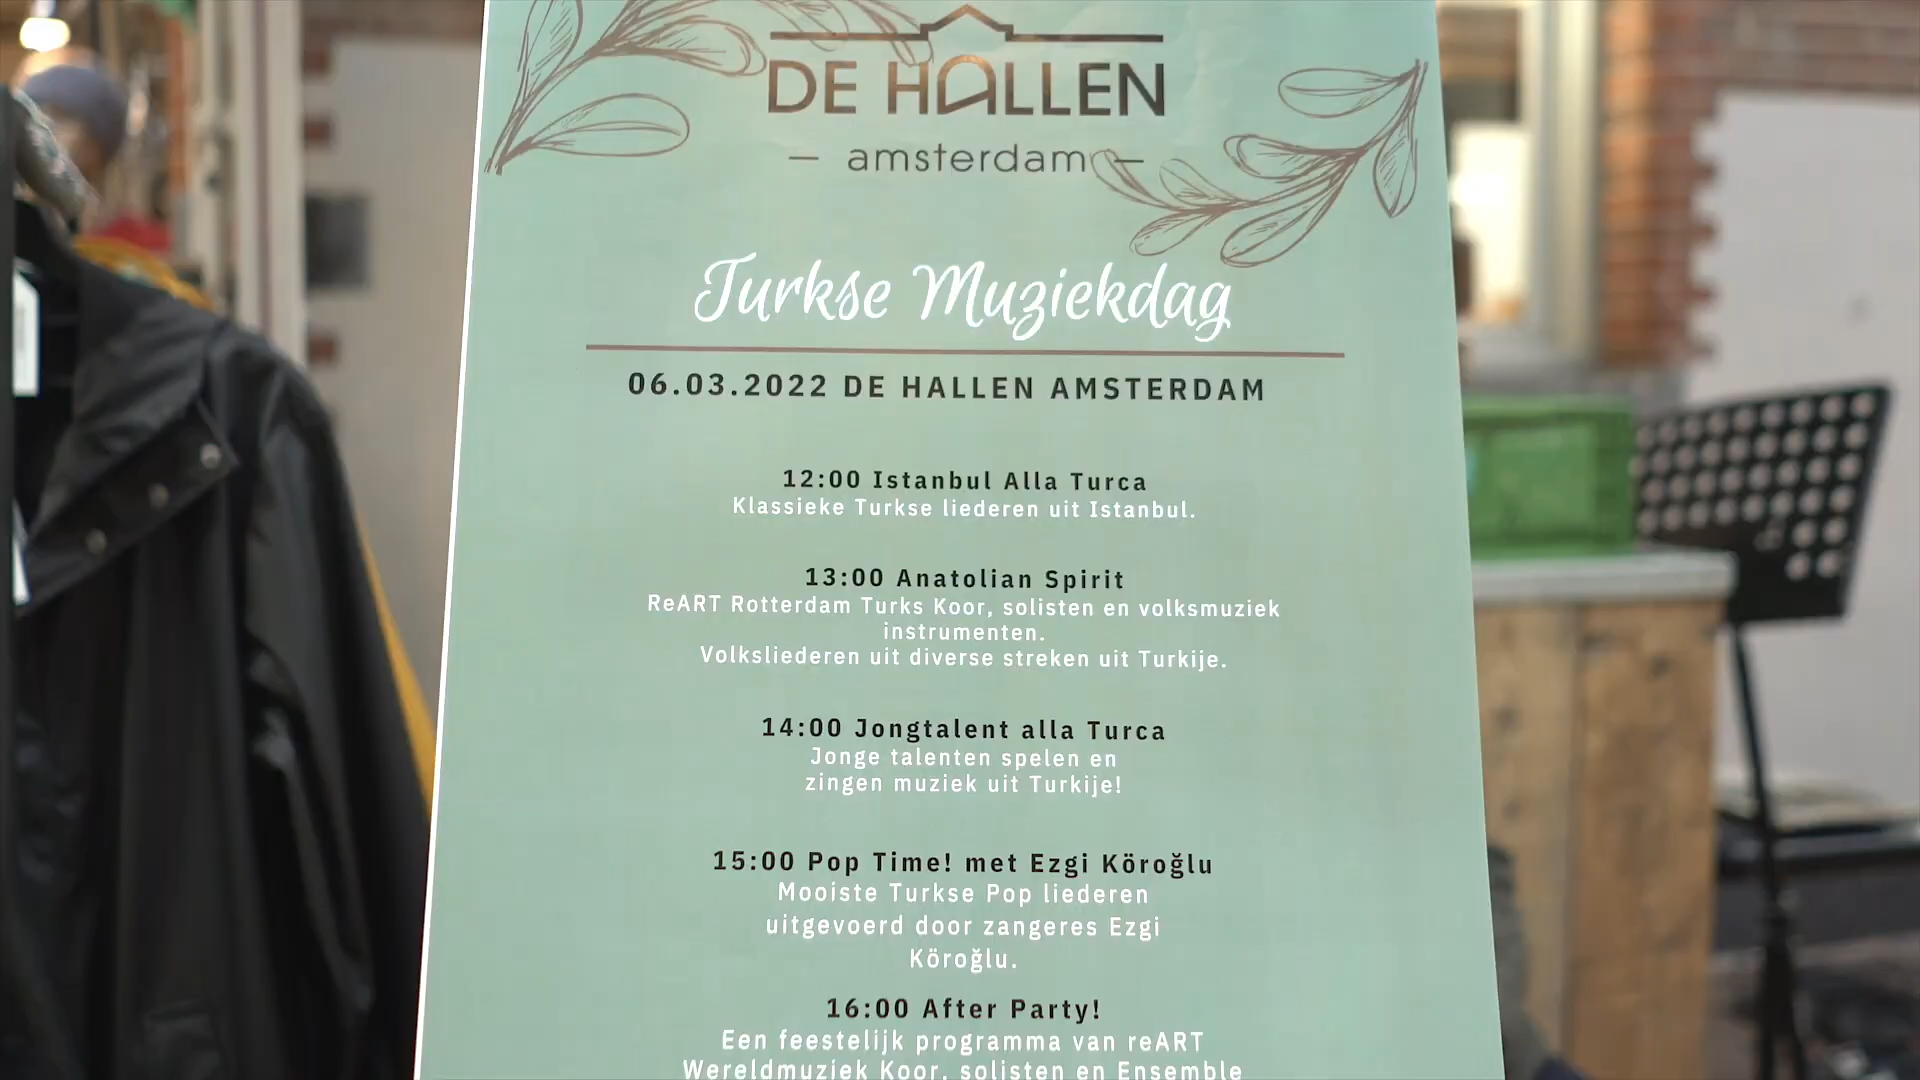 DE HALLEN
— amsterdam —
Turkse Muziekdag
06.03.2022 DE HALLEN AMSTERDAM
12:00 Istanbul Alla Turca
Klassieke Turkse liederen uit Istanbul.
13:00 Anatolian Spirit
ReART Rotterdam Turks Koor, solisten en volksmuziek
instrumenten.
Volksliederen uit diverse streken uit Turkije.
14:00 Jongtalent alla Turca
Jonge talenten spelen en
zingen muziek uit Turkije!
15:00 Pop Time! met Ezgi Köroğlu
Mooiste Turkse Pop liederen
uitgevoerd door zangeres Ezgi
Köroğlu.
16:00 After Party!
Een feestelijk programma van reART
Wereldmuziek Koor, solisten en Ensemble